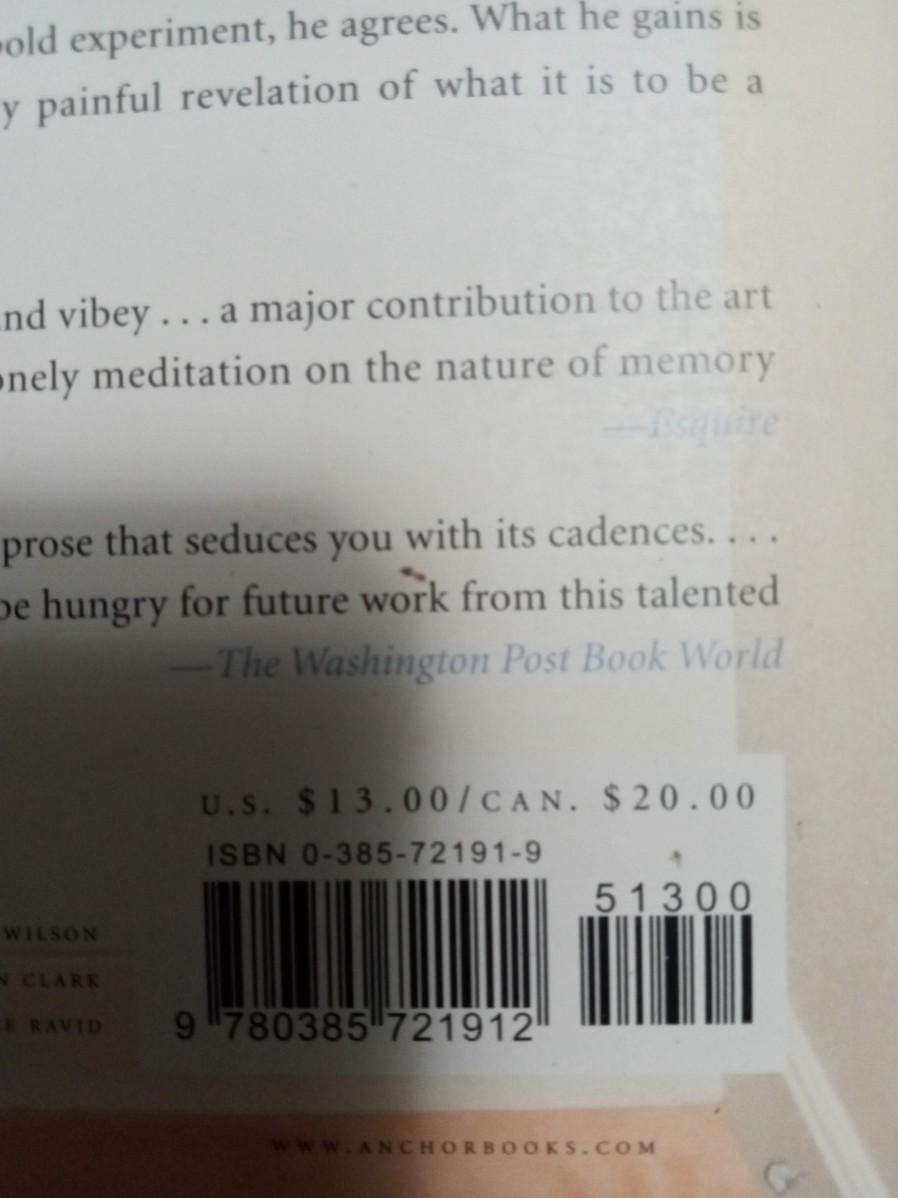 old experiment, he agrees. What he gains is
y painful revelation of what it is to be a
nd vibey . . . a major contribution to the art
nely meditation on the nature of memory
—Esquire
prose that seduces you with its cadences. . . .
be hungry for future work from this talented
—The Washington Post Book World
U.S. $13.00/CAN. $20.00
ISBN 0-385-72191-9
51300
WILSON
N CLARK
E RAVID
9 780385 721912
WWW.ANCHORBOOKS.COM